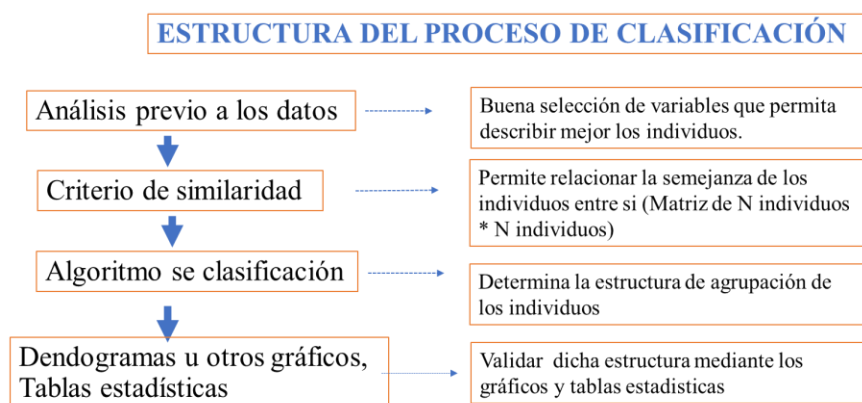 ESTRUCTURA DEL PROCESO DE CLASIFICACIÓN
Análisis previo a los datos
Buena selección de variables que permita
describir mejor los individuos.
Criterio de similaridad
Permite relacionar la semejanza de los
individuos entre si (Matriz de N individuos
* N individuos)
Algoritmo se clasificación
Determina la estructura de agrupación de
los individuos
Dendogramas u otros gráficos,
Tablas estadísticas
Validar dicha estructura mediante los
gráficos y tablas estadisticas